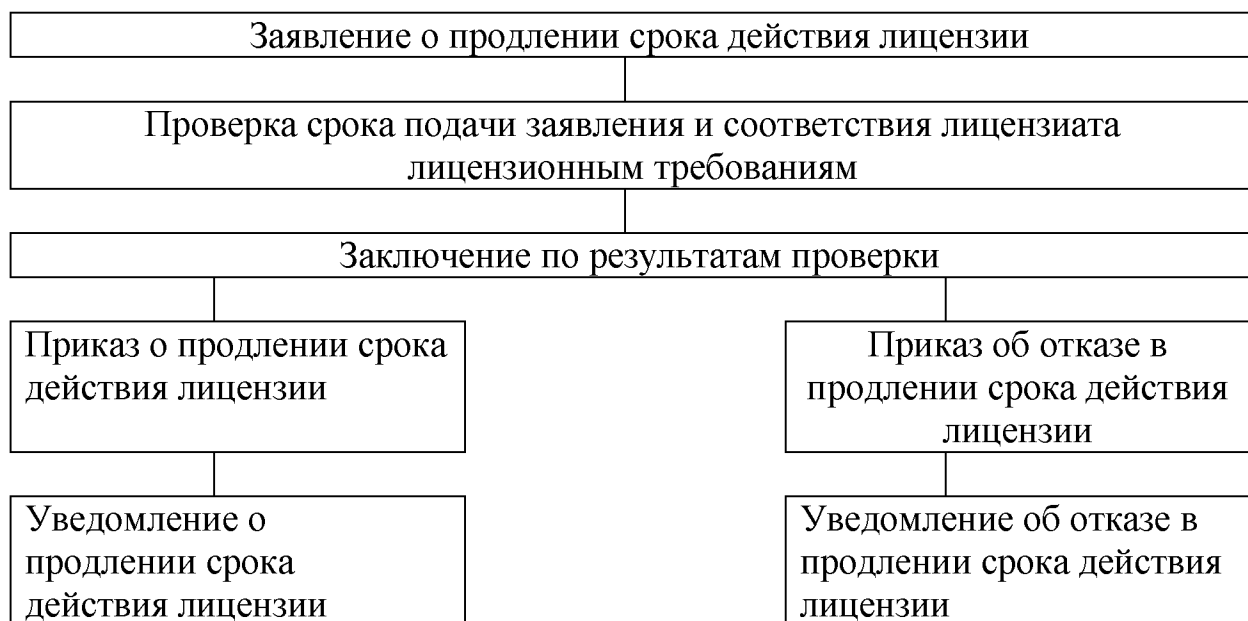 Заявление о продлении срока действия лицензии
Проверка срока подачи заявления и соответствия лицензиата
лицензионным требованиям
Заключение по результатам проверки
Приказ о продлении срока
действия лицензии
Приказ об отказе в
продлении срока действия
лицензии
Уведомление о
продлении срока
действия лицензии
Уведомление об отказе в
продлении срока действия
лицензии